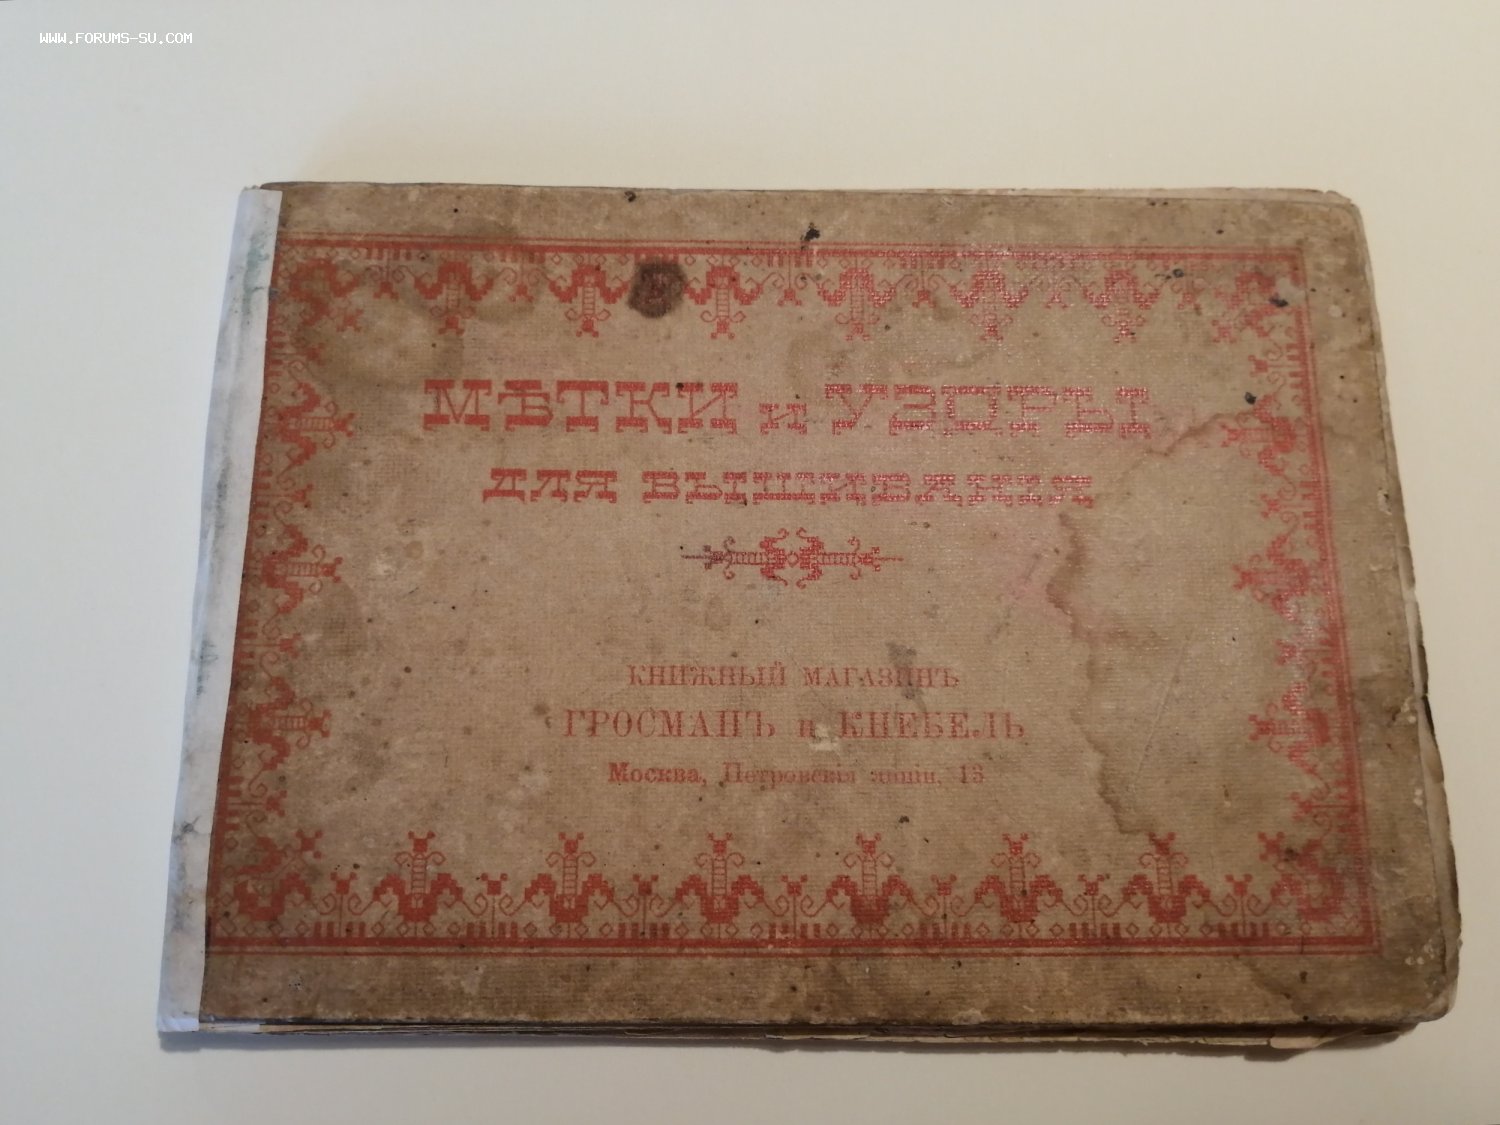 WWW.FORUMS-SU.COM
МѢТКИ и УЗОРЫ
ДЛЯ ВЫШИВАНІЯ
КНИЖНЫЙ МАГАЗИНЪ
ГРОСМАНЪ и КНЕБЕЛЬ
Москва, Петровскія линіи, 13